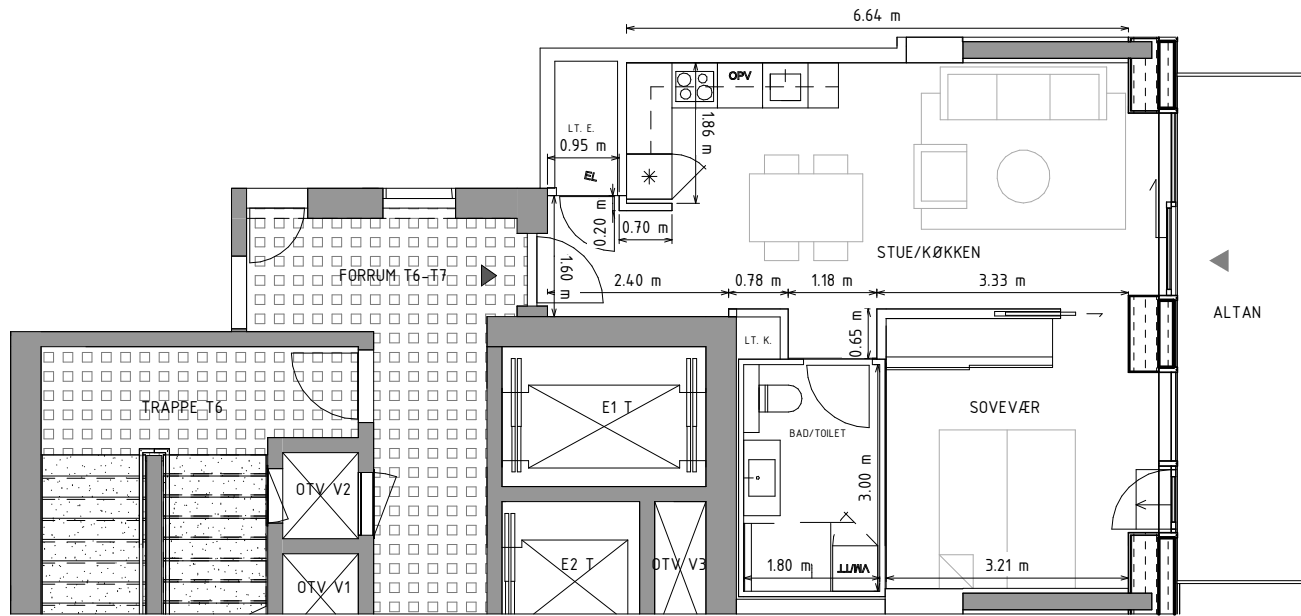 6.64 m
OPV
LT. E.
0.95 m
1.86 m
EL
0.20 m
0.70 m
STUE/KØKKEN
FORRUM T6-T7
1.60 m
2.40 m
0.78 m
1.18 m
3.33 m
ALTAN
0.65 m
LT. K.
TRAPPE T6
E1 T
BAD/TOILET
SOVEVÆR
3.00 m
OTV V2
E2 T
OTV V3
VM/TT
1.80 m
3.21 m
OTV V1